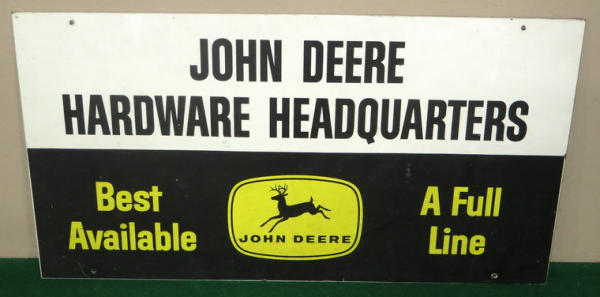 JOHN DEERE
HARDWARE HEADQUARTERS
Best
Available
JOHN DEERE
A Full
Line